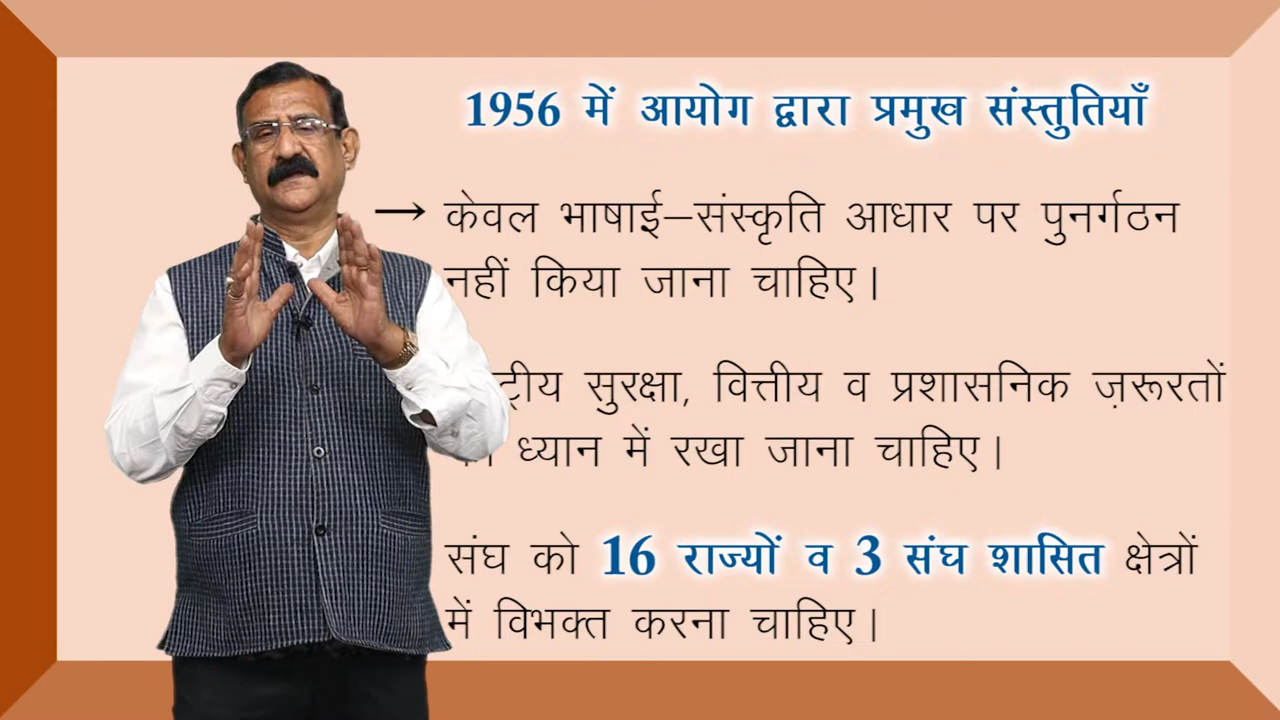 1956 में आयोग द्वारा प्रमुख संस्तुतियाँ
→ केवल भाषाई–संस्कृति आधार पर पुनर्गठन
नहीं किया जाना चाहिए।
सुरक्षा, वित्तीय व प्रशासनिक ज़रूरतों
ध्यान में रखा जाना चाहिए।
संघ को 16 राज्यों व 3 संघ शासित क्षेत्रों
में विभक्त करना चाहिए।